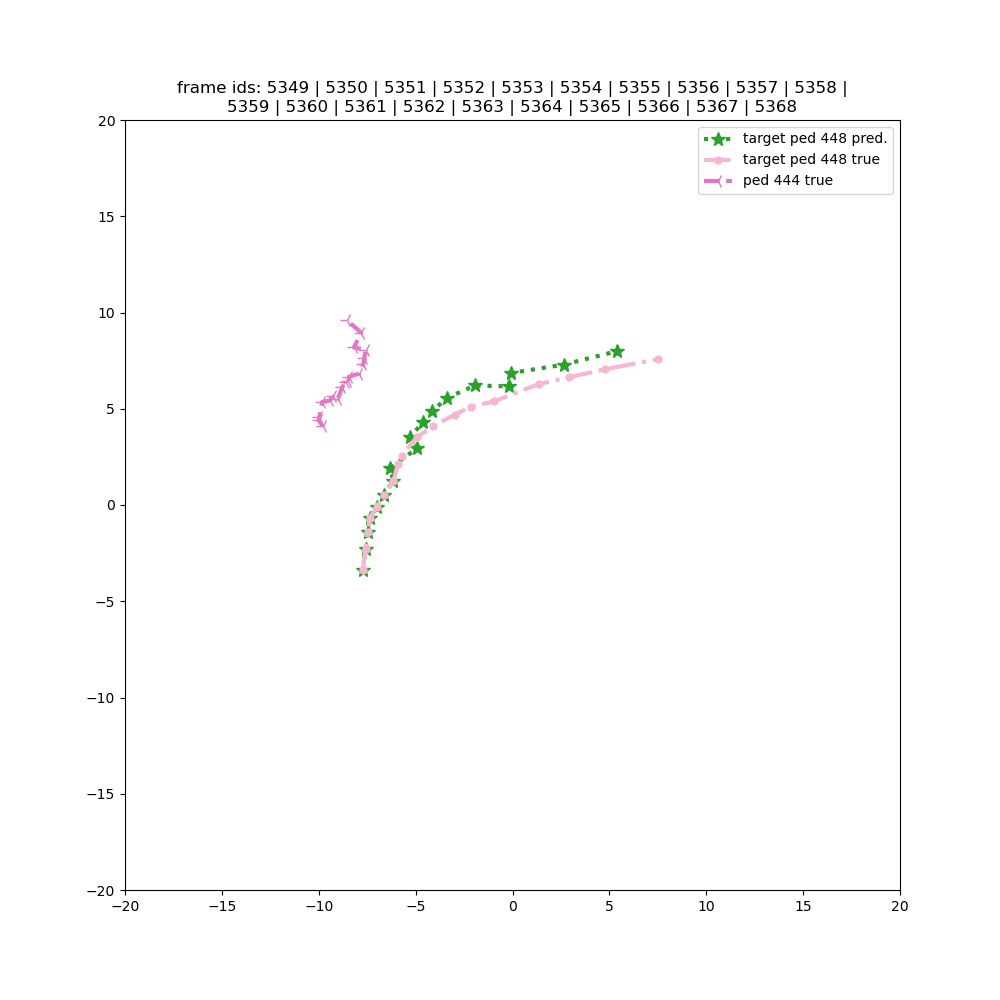 frame ids: 5349 | 5350 | 5351 | 5352 | 5353 | 5354 | 5355 | 5356 | 5357 | 5358 |
5359 | 5360 | 5361 | 5362 | 5363 | 5364 | 5365 | 5366 | 5367 | 5368
target ped 448 pred.
target ped 448 true
ped 444 true
20
15
10
5
0
−5
−10
−15
−20
−20 −15 −10 −5 0 5 10 15 20